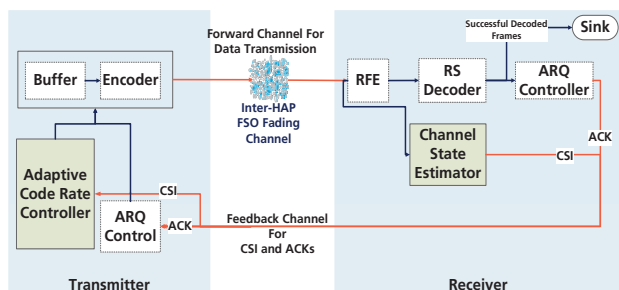 Forward Channel For
Data Transmission
Successful Decoded
Frames
Sink
Buffer
Encoder
Inter-HAP
FSO Fading
Channel
RFE
RS
Decoder
ARQ
Controller
ACK
Channel
State
Estimator
CSI
Adaptive
Code Rate
Controller
CSI
ARQ
Control
ACK
Feedback Channel
For
CSI and ACKs
Transmitter
Receiver